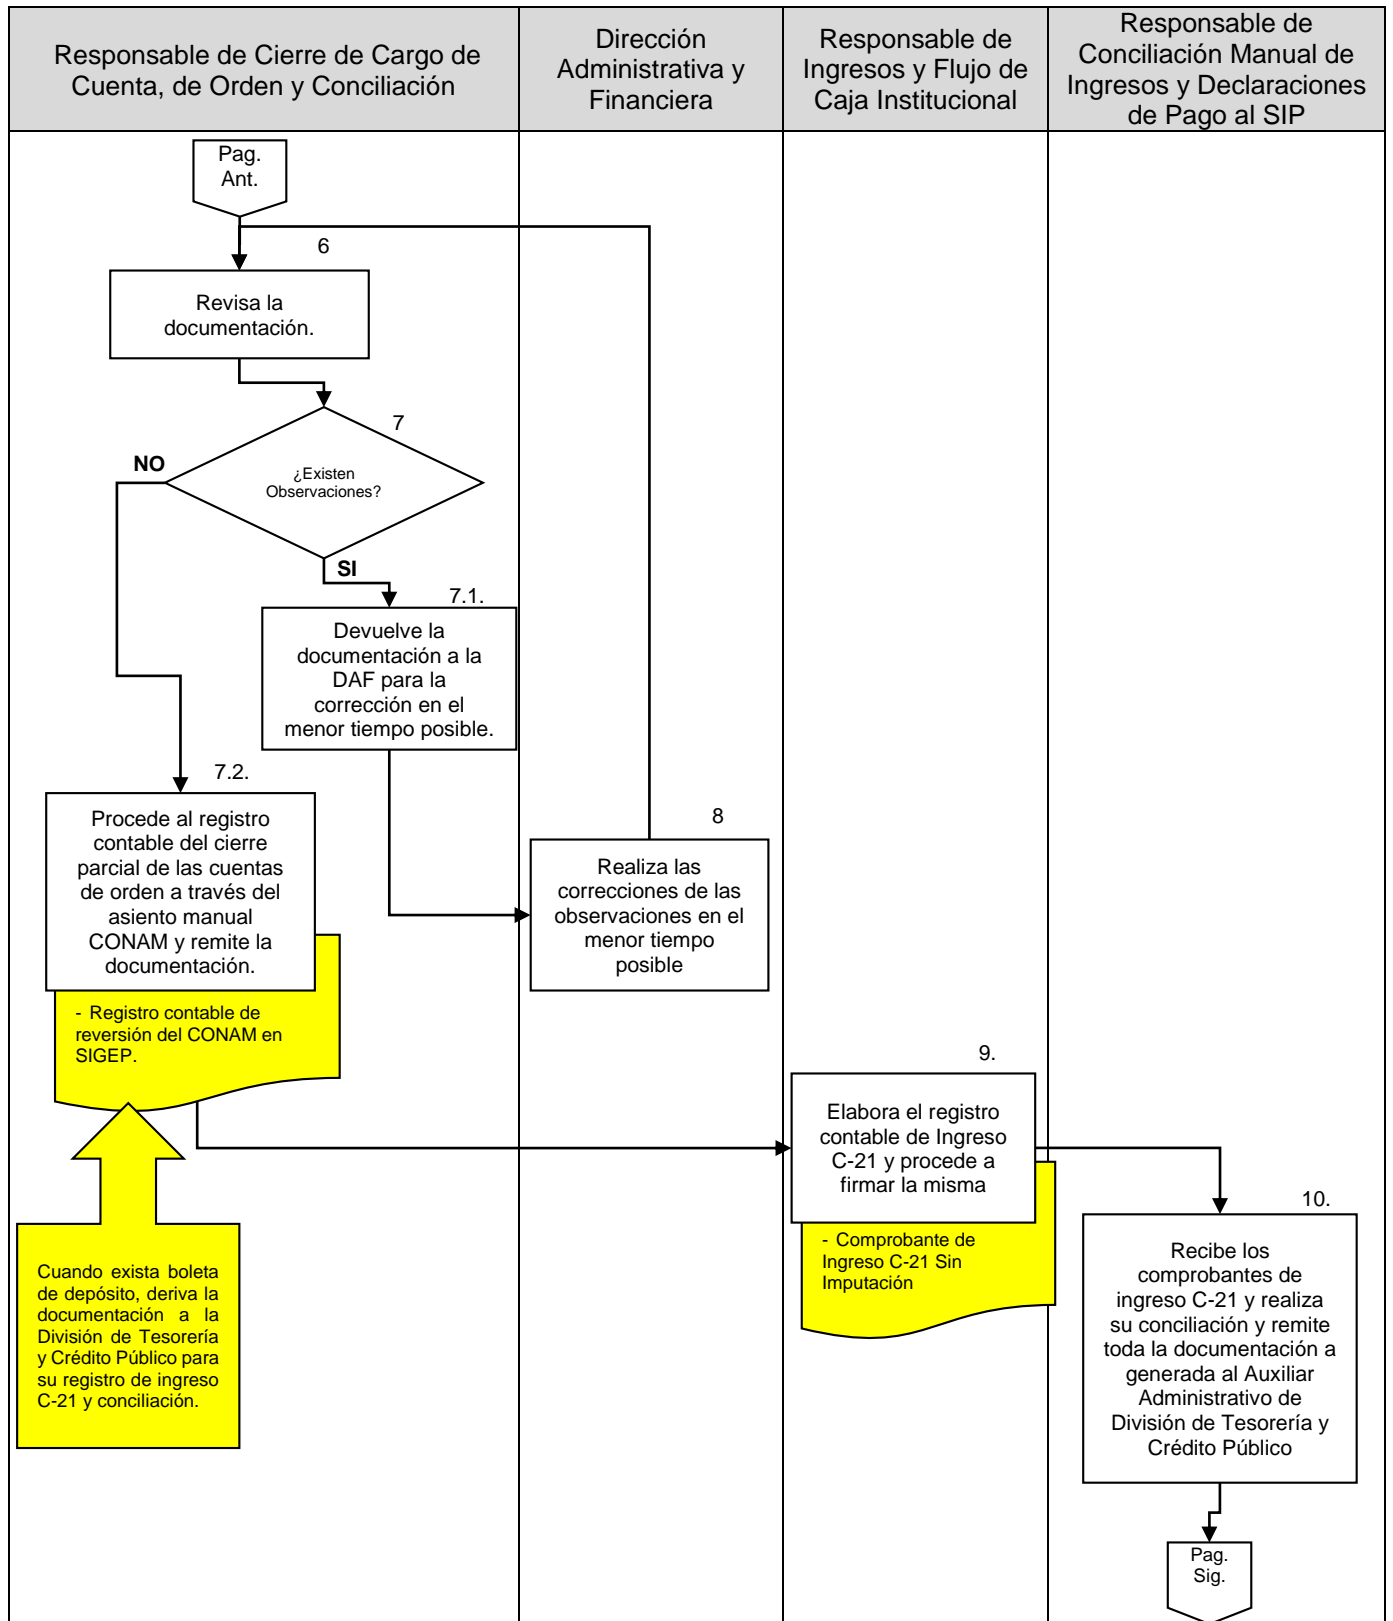 Responsable de Cierre de Cargo de
Cuenta, de Orden y Conciliación
Dirección
Administrativa y
Financiera
Responsable de
Ingresos y Flujo de
Caja Institucional
Responsable de
Conciliación Manual de
Ingresos y Declaraciones
de Pago al SIP
Pag.
Ant.
6
Revisa la
documentación.
7
¿Existen
Observaciones?
NO
SI
7.1.
Devuelve la
documentación a la
DAF para la
corrección en el
menor tiempo posible.
7.2.
Procede al registro
contable del cierre
parcial de las cuentas
de orden a través del
asiento manual
CONAM y remite la
documentación.
8
Realiza las
correcciones de las
observaciones en el
menor tiempo
posible
- Registro contable de
reversión del CONAM en
SIGEP.
9.
Elabora el registro
contable de Ingreso
C-21 y procede a
firmar la misma
- Comprobante de
Ingreso C-21 Sin
Imputación
10.
Recibe los
comprobantes de
ingreso C-21 y realiza
su conciliación y remite
toda la documentación a
generada al Auxiliar
Administrativo de
División de Tesorería y
Crédito Público
Cuando exista boleta
de depósito, deriva la
documentación a la
División de Tesorería
y Crédito Público para
su registro de ingreso
C-21 y conciliación.
Pag.
Sig.